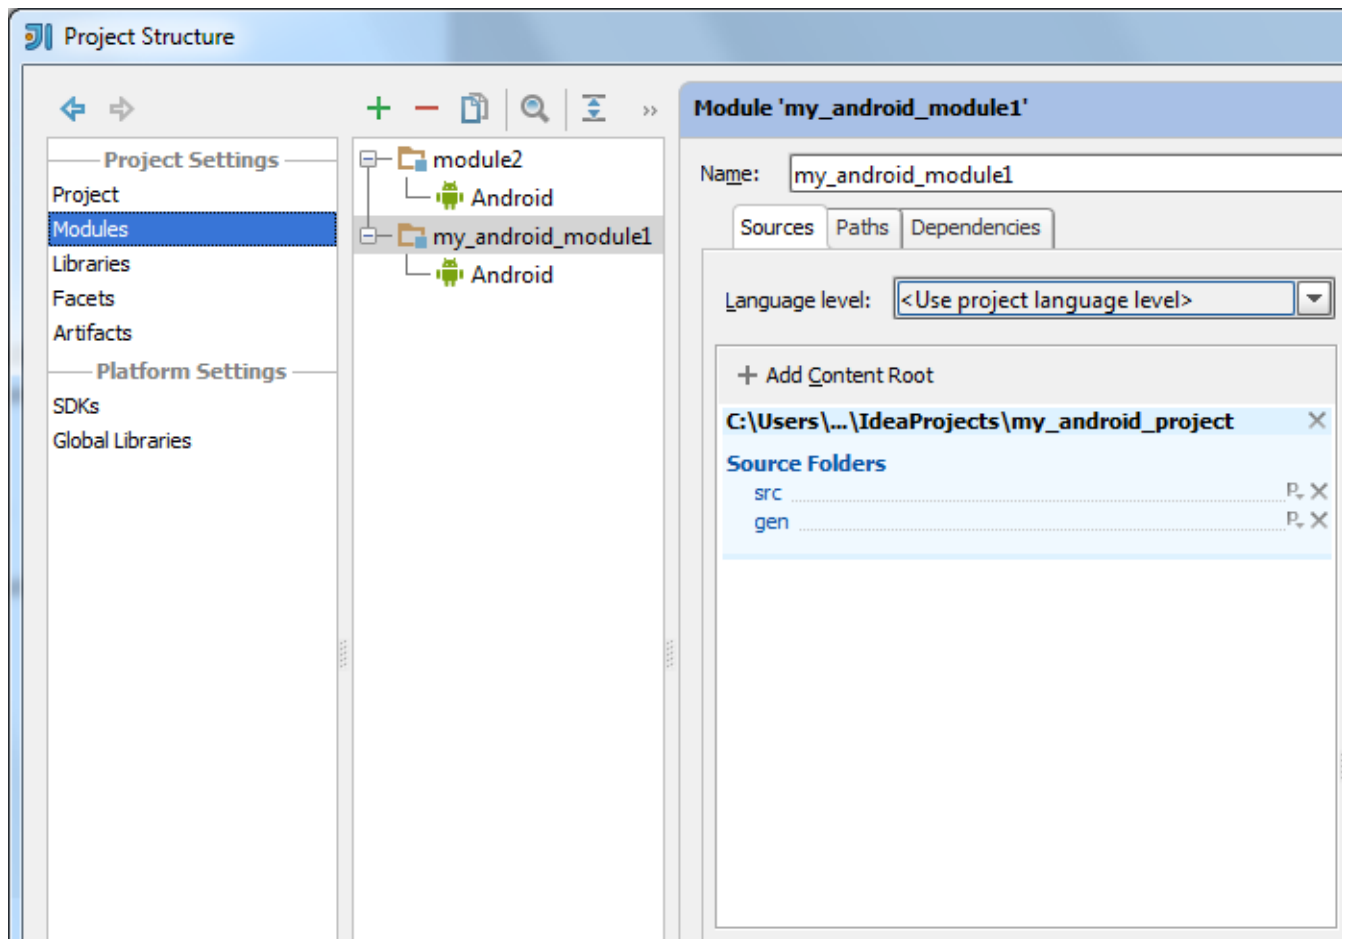 Project Structure
Project Settings
Project
Modules
Libraries
Facets
Artifacts
Platform Settings
SDKs
Global Libraries
module2
Android
my_android_module1
Android
Module 'my_android_module1'
Name: my_android_module1
Sources Paths Dependencies
Language level: <Use project language level>
Add Content Root
C:\Users\...\IdeaProjects\my_android_project
Source Folders
src P
gen P